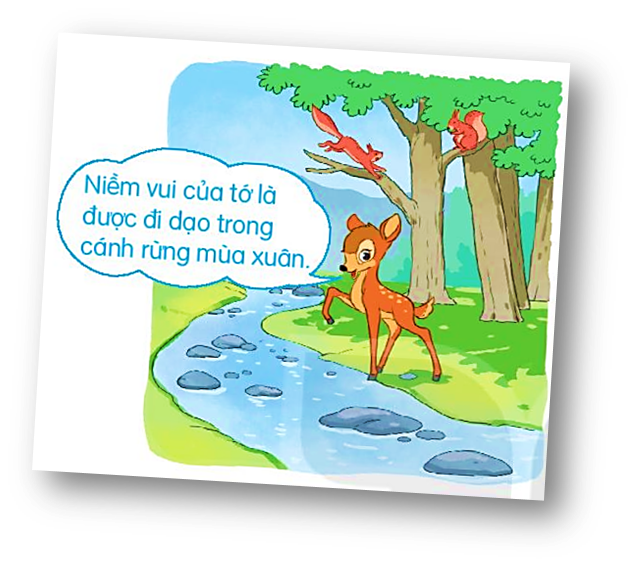 Niềm vui của tớ là
được đi dạo trong
cánh rừng mùa xuân.